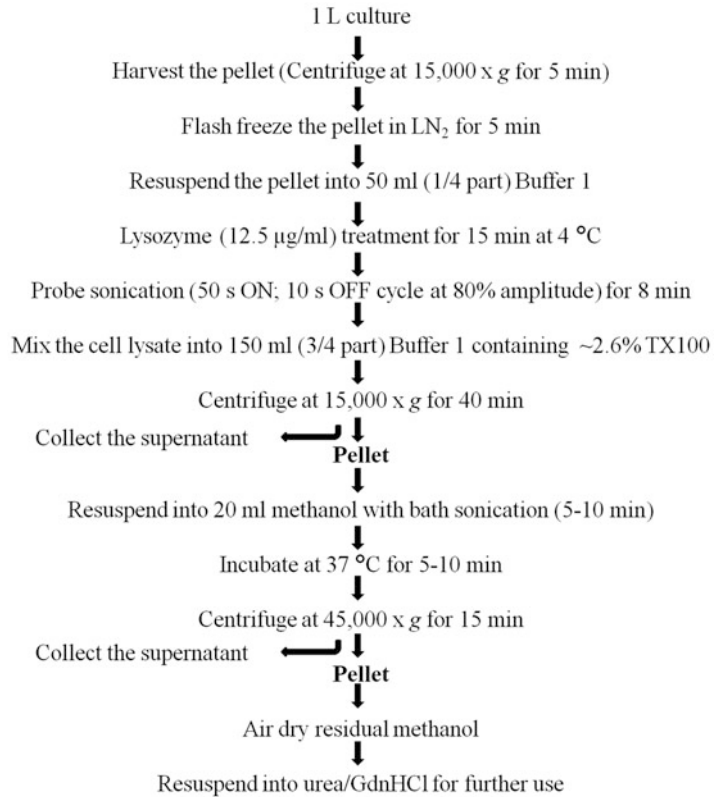 1 L culture
Harvest the pellet (Centrifuge at 15,000 x g for 5 min)
Flash freeze the pellet in LN₂ for 5 min
Resuspend the pellet into 50 ml (1/4 part) Buffer 1
Lysozyme (12.5 µg/ml) treatment for 15 min at 4 °C
Probe sonication (50 s ON; 10 s OFF cycle at 80% amplitude) for 8 min
Mix the cell lysate into 150 ml (3/4 part) Buffer 1 containing ~2.6% TX100
Centrifuge at 15,000 x g for 40 min
Collect the supernatant
Pellet
Resuspend into 20 ml methanol with bath sonication (5-10 min)
Incubate at 37 °C for 5-10 min
Centrifuge at 45,000 x g for 15 min
Collect the supernatant
Pellet
Air dry residual methanol
Resuspend into urea/GdnHCl for further use